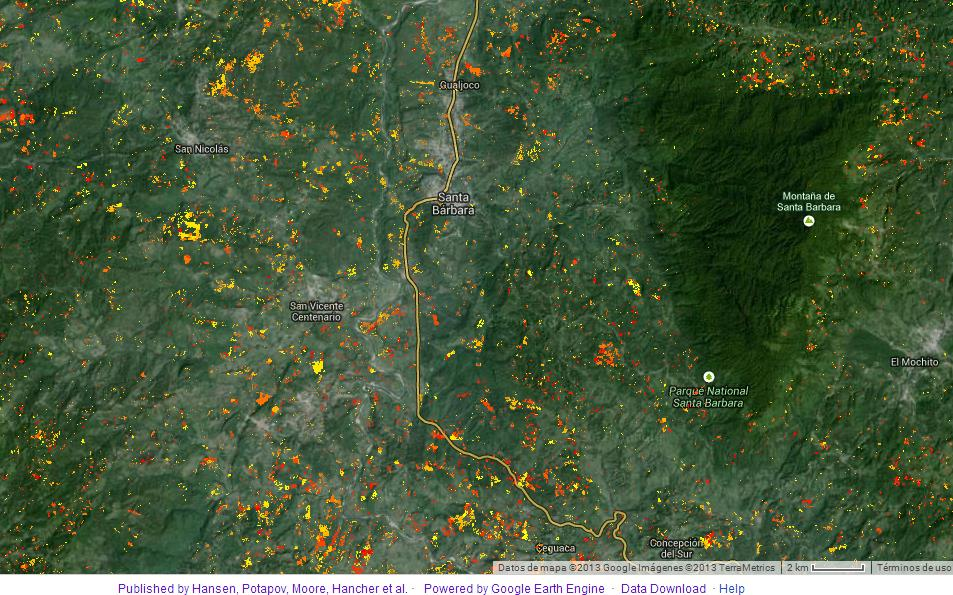 Gualjoco
San Nicolás
Santa
Bárbara
Montaña de
Santa Barbara
San Vicente
Centenario
El Mochito
Parque National
Santa Barbara
Ceguaca
Concepción
del Sur
Datos de mapa ©2013 Google Imágenes ©2013 TerraMetrics 2 km Términos de uso
Published by Hansen, Potapov, Moore, Hancher et al. · Powered by Google Earth Engine · Data Download · Help